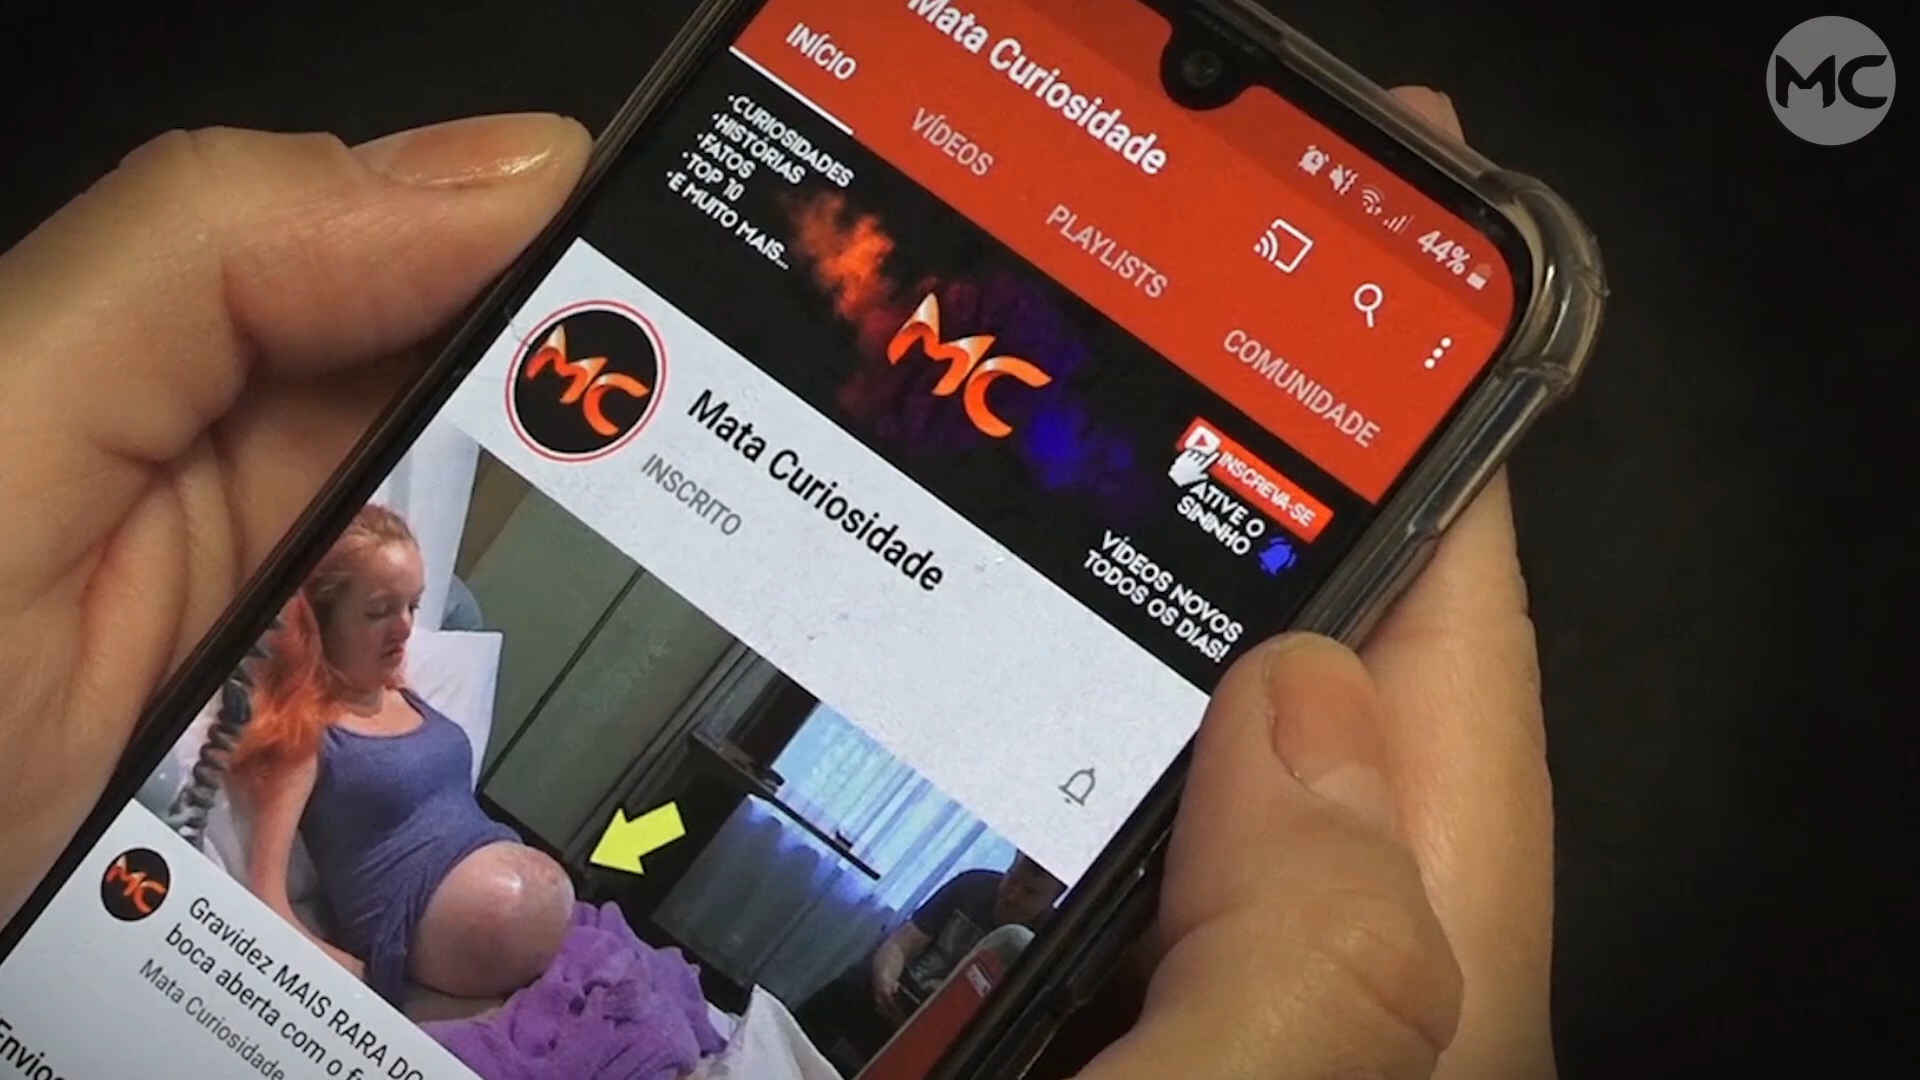 MC
Mata Curiosidade
44%
INÍCIO
VÍDEOS
PLAYLISTS
COMUNIDADE
•CURIOSIDADES
•HISTÓRIAS
•FATOS
•TOP 10
•E MUITO MAIS...
MC
INSCREVA-SE
ATIVE O
SININHO
VÍDEOS NOVOS
TODOS OS DIAS!
MC
Mata Curiosidade
INSCRITO
MC
Gravidez MAIS RARA DO
boca aberta com o
Mata Curiosidade